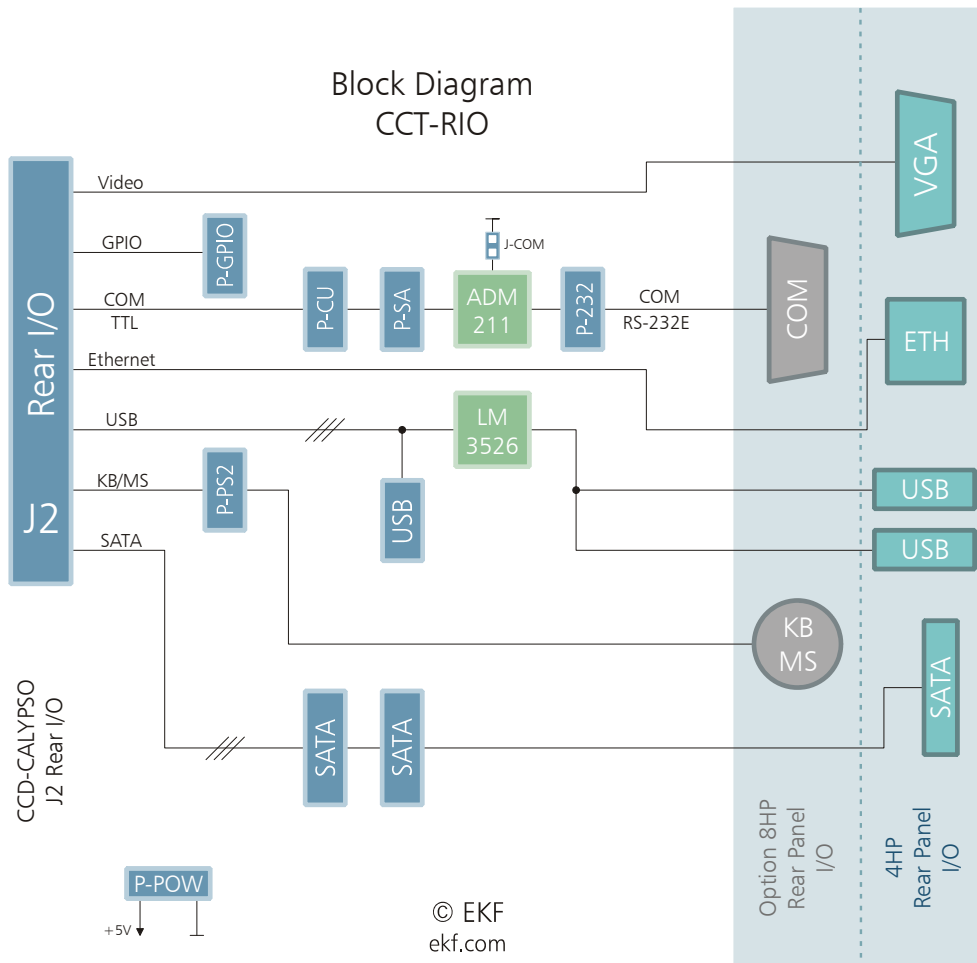 Block Diagram
CCT-RIO
Rear I/O
J2
Video
VGA
GPIO
P-GPIO
J-COM
COM
TTL
P-CU
P-SA
ADM
211
P-232
COM
RS-232E
COM
Ethernet
ETH
USB
LM
3526
USB
USB
USB
KB/MS
P-PS2
KB
MS
SATA
SATA
SATA
SATA
CCD-CALYPSO
J2 Rear I/O
Option 8HP
Rear Panel
I/O
4HP
Rear Panel
I/O
P-POW
+5V
© EKF
ekf.com